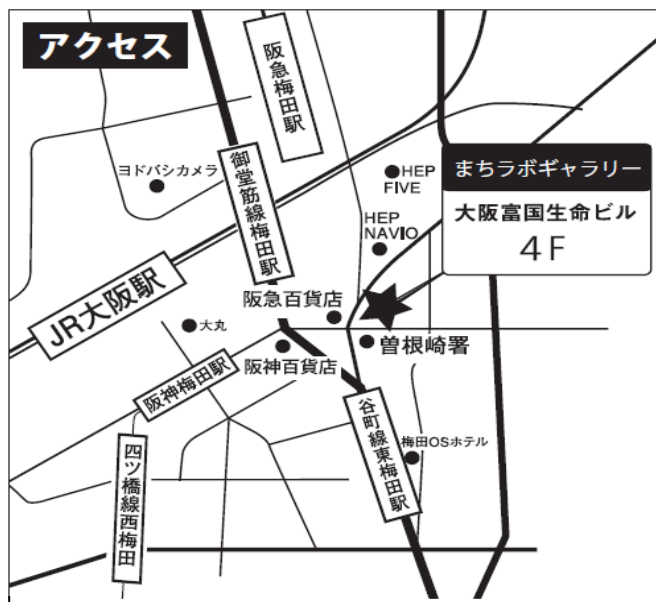 アクセス
阪急梅田駅
ヨドバシカメラ
御堂筋線梅田駅
HEP
FIVE
まちラボギャラリー
大阪富国生命ビル
4F
HEP
NAVIO
JR大阪駅
阪急百貨店
大丸
曽根崎署
阪神百貨店
阪神梅田駅
谷町線東梅田駅
梅田OSホテル
四ツ橋線西梅田